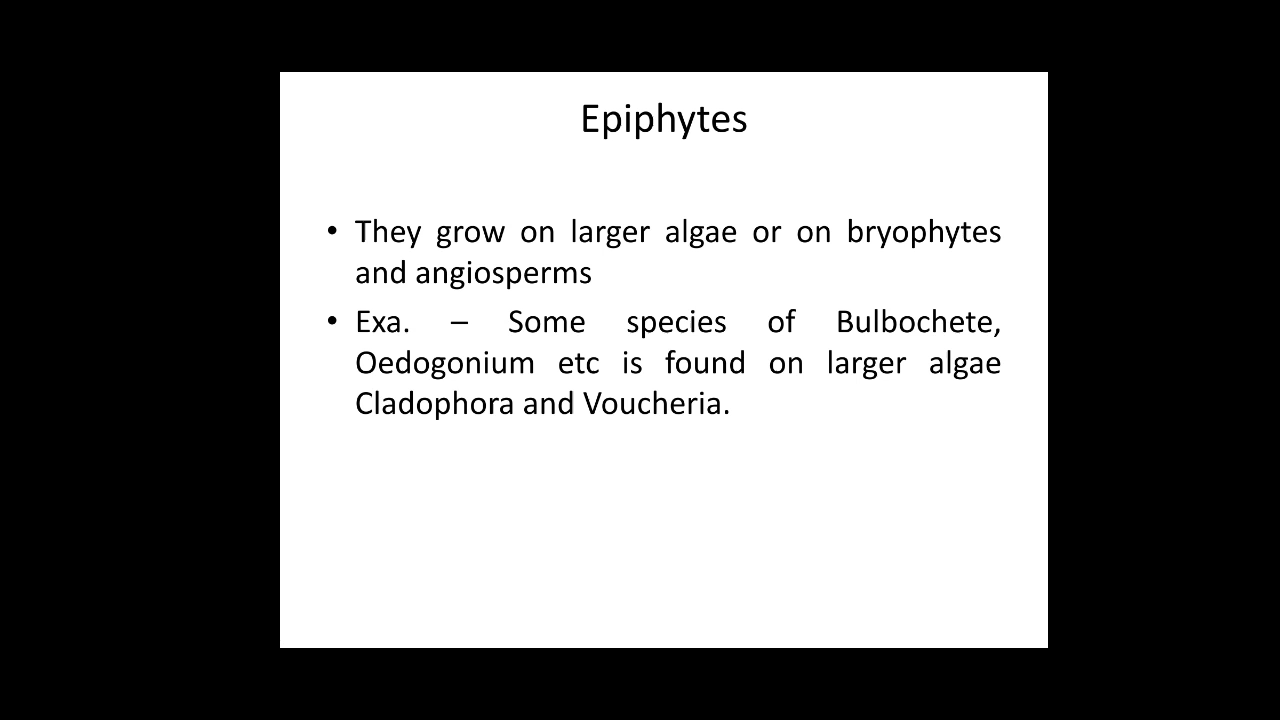 Epiphytes
• They grow on larger algae or on bryophytes
and angiosperms
• Exa. – Some species of Bulbochete,
Oedogonium etc is found on larger algae
Cladophora and Voucheria.